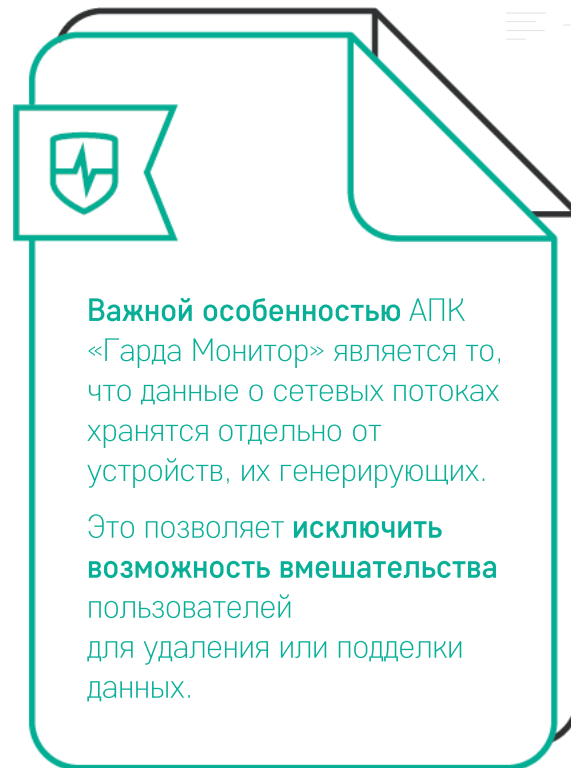 Важной особенностью АПК
«Гарда Монитор» является то,
что данные о сетевых потоках
хранятся отдельно от
устройств, их генерирующих.
Это позволяет исключить
возможность вмешательства
пользователей
для удаления или подделки
данных.